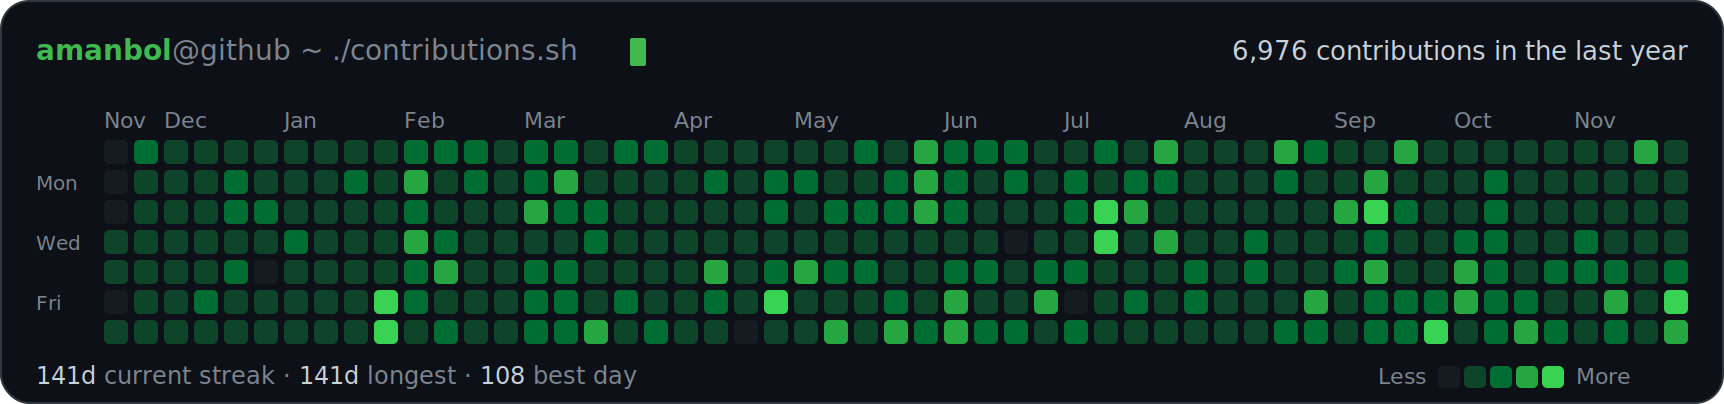 amanbol@github ~ ./contributions.sh
6,976 contributions in the last year
Nov Dec Jan Feb Mar Apr May Jun Jul Aug Sep Oct Nov
Mon
Wed
Fri
141d current streak · 141d longest · 108 best day
Less More